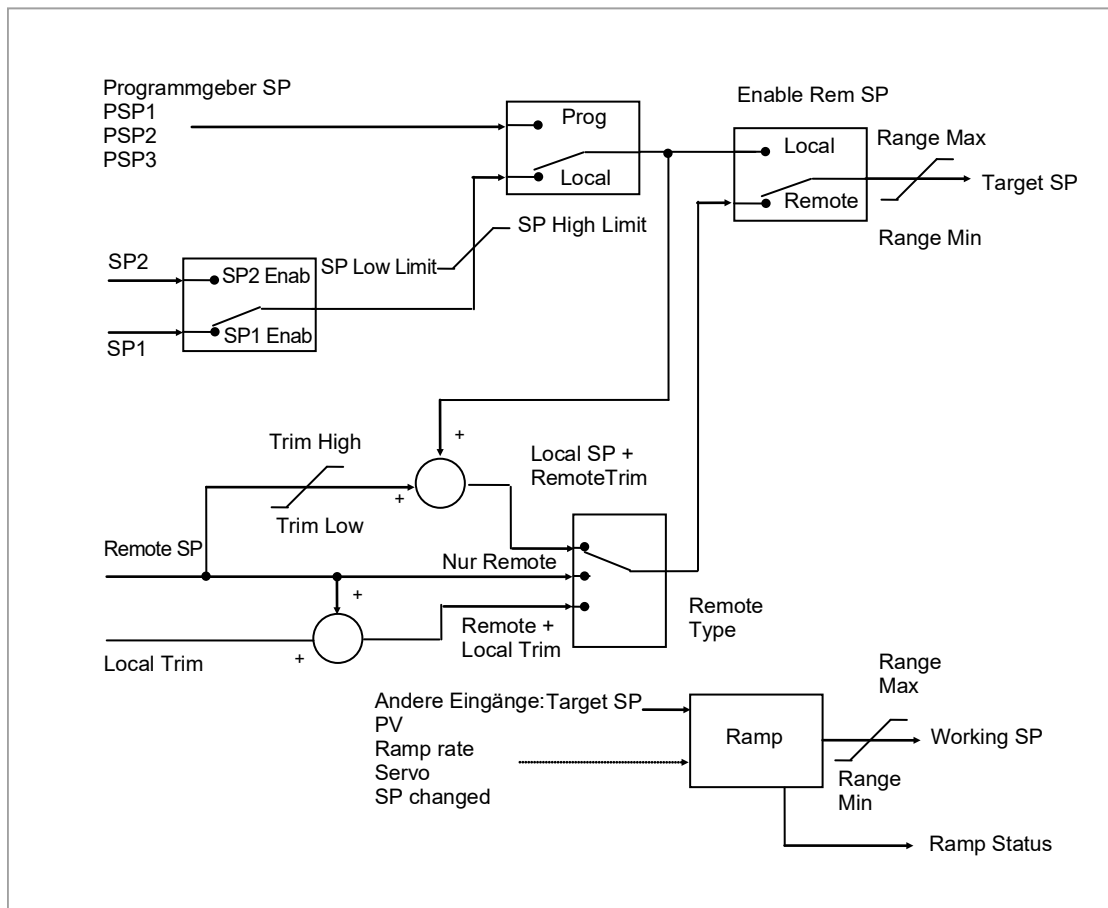 Programmgeber SP
PSP1
PSP2
PSP3
Prog
Local
Enable Rem SP
Local
Remote
Range Max
Target SP
Range Min
SP High Limit
SP Low Limit
SP2
SP2 Enab
SP1 Enab
SP1
Trim High
+
+
Trim Low
Local SP +
RemoteTrim
Remote SP
Nur Remote
+
+
Remote +
Local Trim
Local Trim
Remote
Type
Andere Eingänge:Target SP
PV
Ramp rate
Servo
SP changed
Ramp
Range
Max
Working SP
Range
Min
Ramp Status